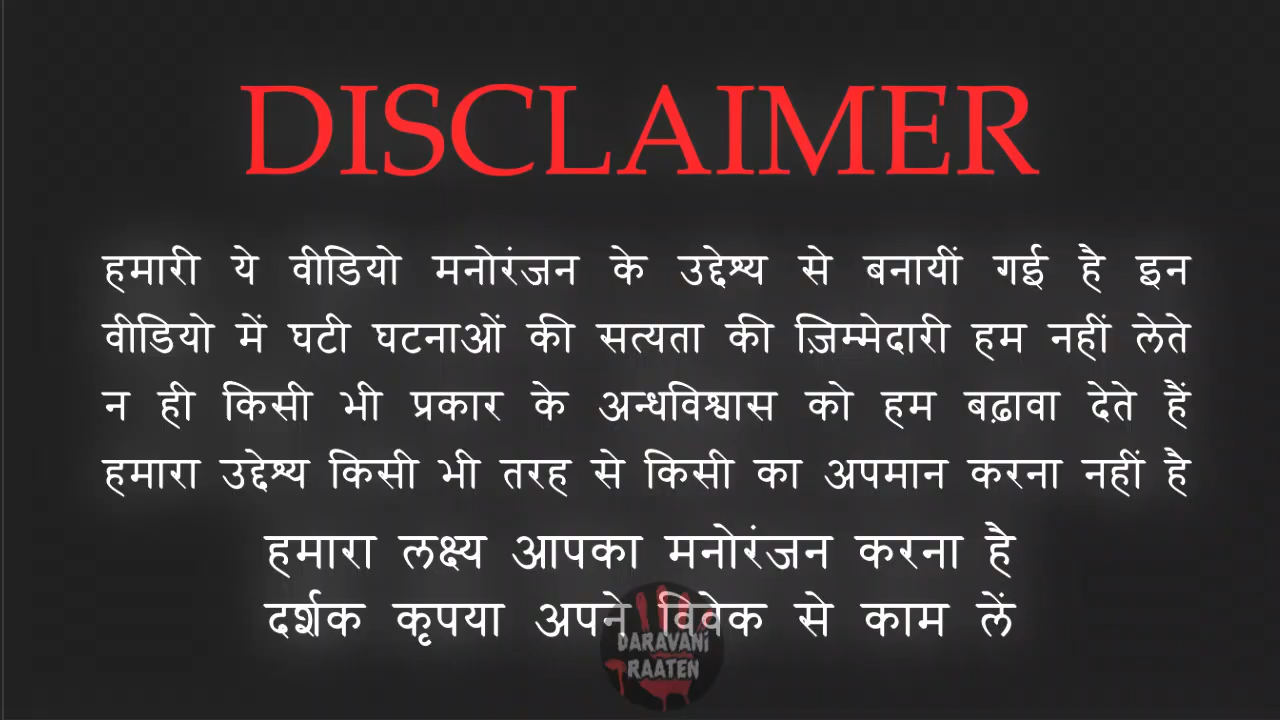 DISCLAIMER
हमारी ये वीडियो मनोरंजन के उद्देश्य से बनायीं गई है इन
वीडियो में घटी घटनाओं की सत्यता की ज़िम्मेदारी हम नहीं लेते
न ही किसी भी प्रकार के अन्धविश्वास को हम बढ़ावा देते हैं
हमारा उद्देश्य किसी भी तरह से किसी का अपमान करना नहीं है
हमारा लक्ष्य आपका मनोरंजन करना है
दर्शक कृपया अपने विवेक से काम लें
DARAVANi
RAATEN